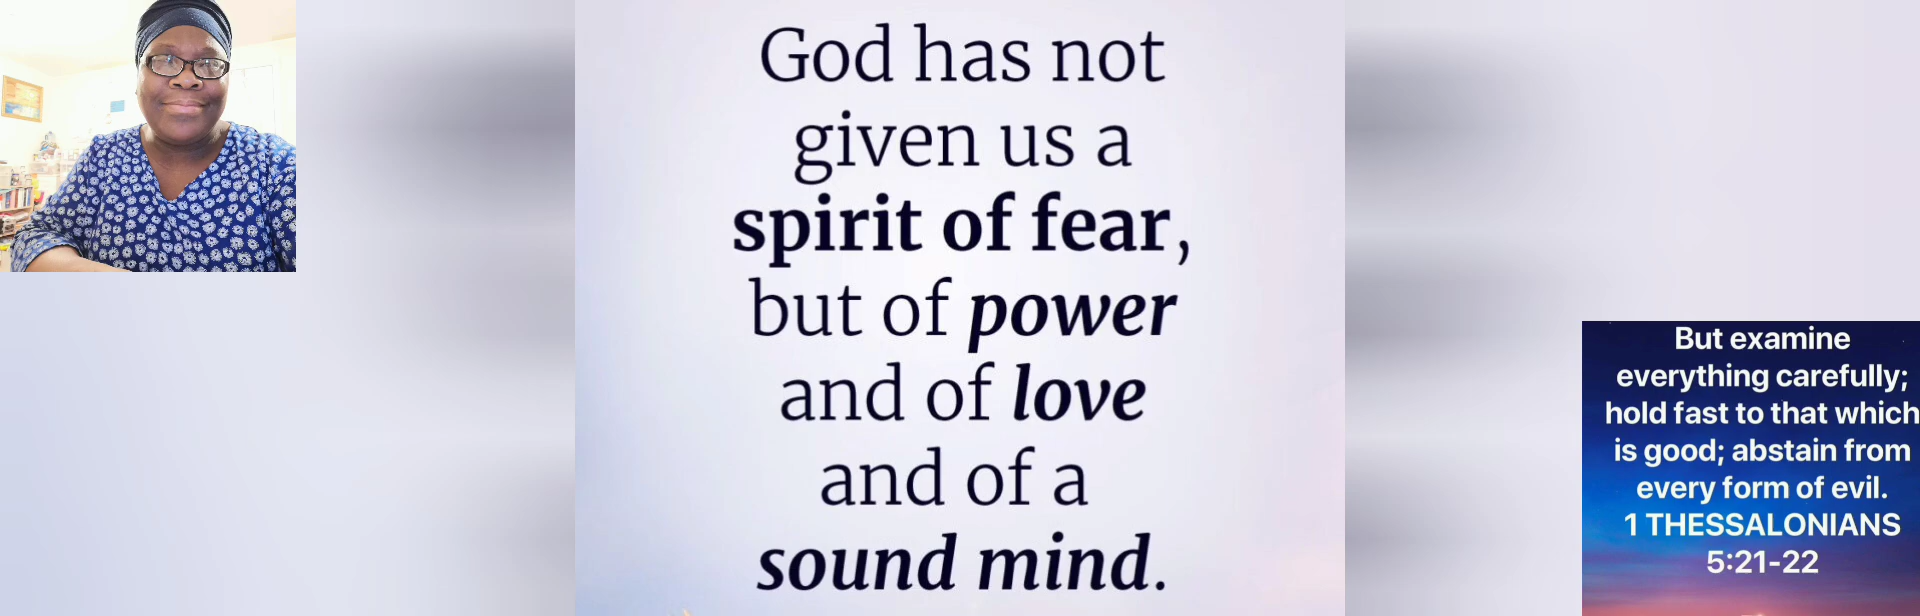 God has not
given us a
spirit of fear,
but of power
and of love
and of a
sound mind.
But examine
everything carefully;
hold fast to that which
is good; abstain from
every form of evil.
1 THESSALONIANS
5:21-22